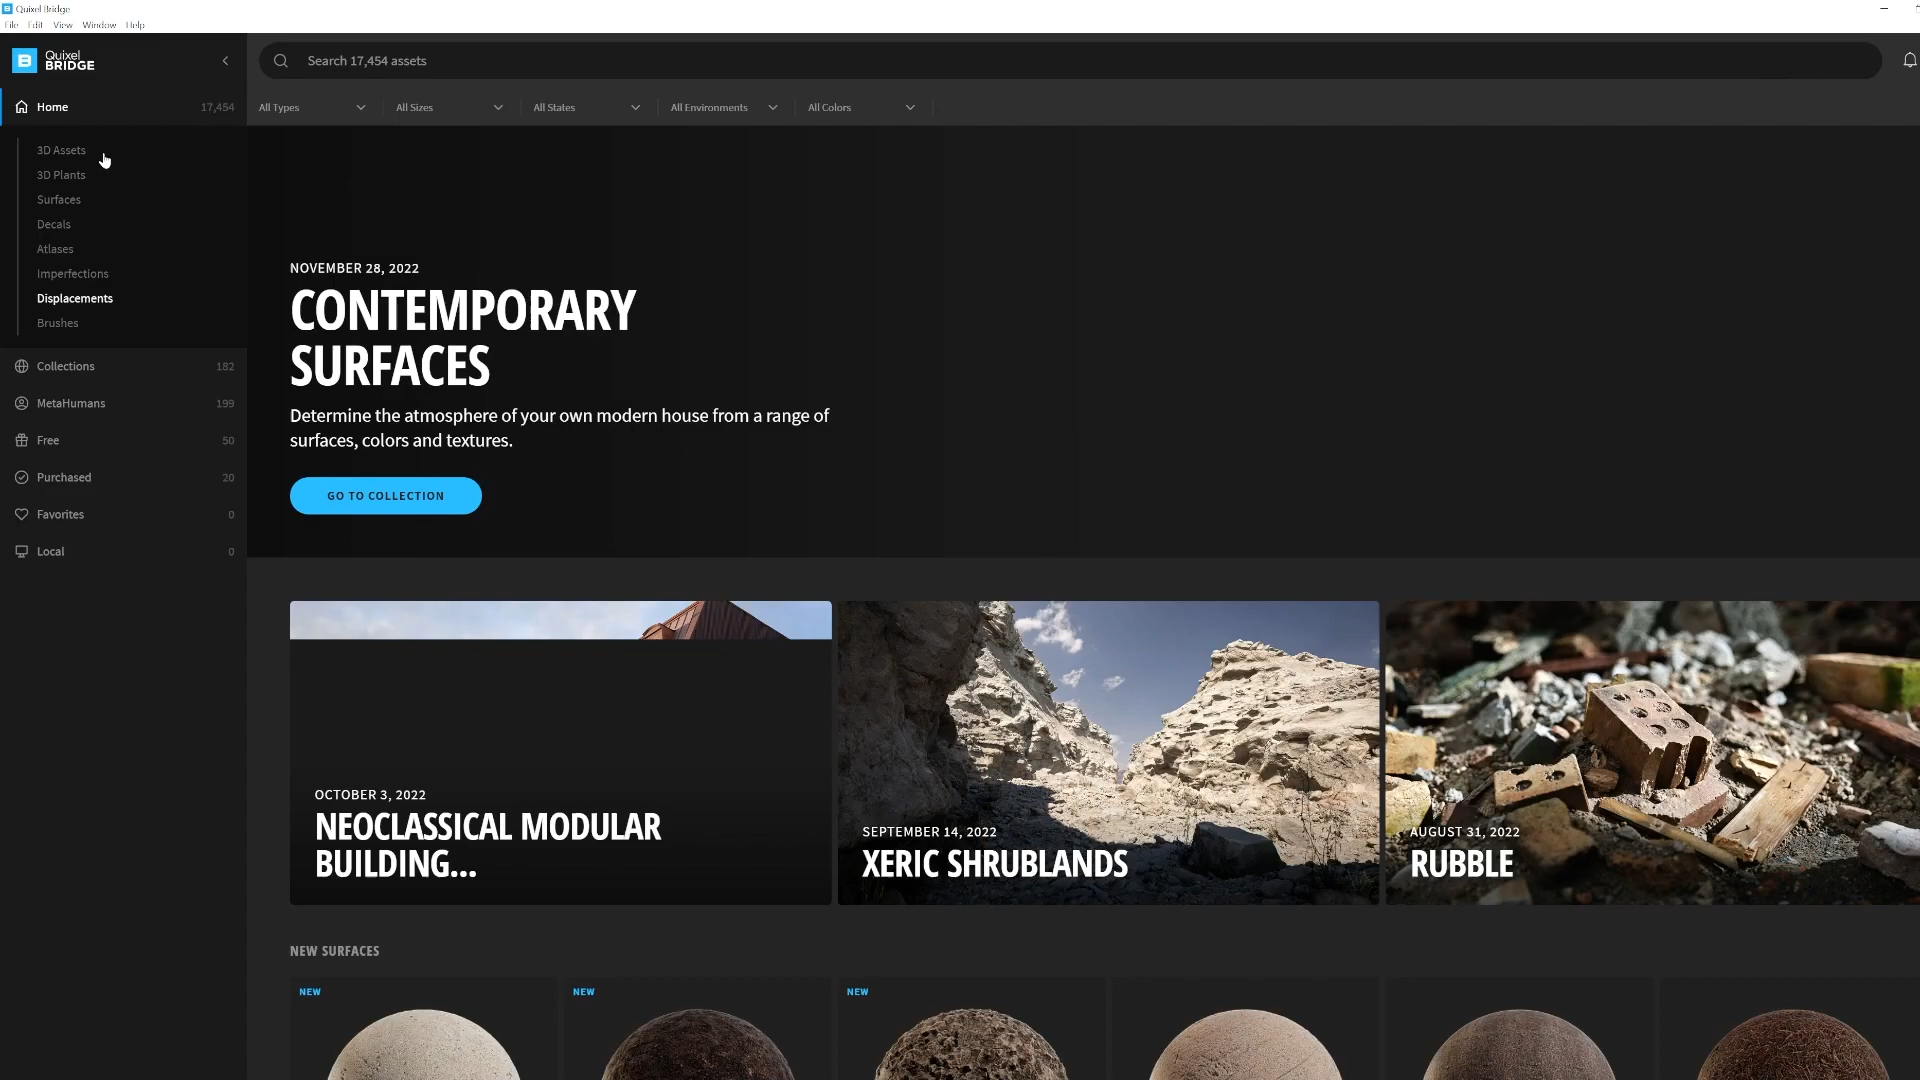 Quixel Bridge
File Edit View Window Help
Quixel
BRIDGE
Search 17,454 assets
Home 17,454
All Types
All Sizes
All States
All Environments
All Colors
3D Assets
3D Plants
Surfaces
Decals
Atlases
Imperfections
Displacements
Brushes
Collections 182
MetaHumans 199
Free 50
Purchased 20
Favorites 0
Local 0
NOVEMBER 28, 2022
CONTEMPORARY
SURFACES
Determine the atmosphere of your own modern house from a range of
surfaces, colors and textures.
GO TO COLLECTION
OCTOBER 3, 2022
NEOCLASSICAL MODULAR
BUILDING...
SEPTEMBER 14, 2022
XERIC SHRUBLANDS
AUGUST 31, 2022
RUBBLE
NEW SURFACES
NEW
NEW
NEW